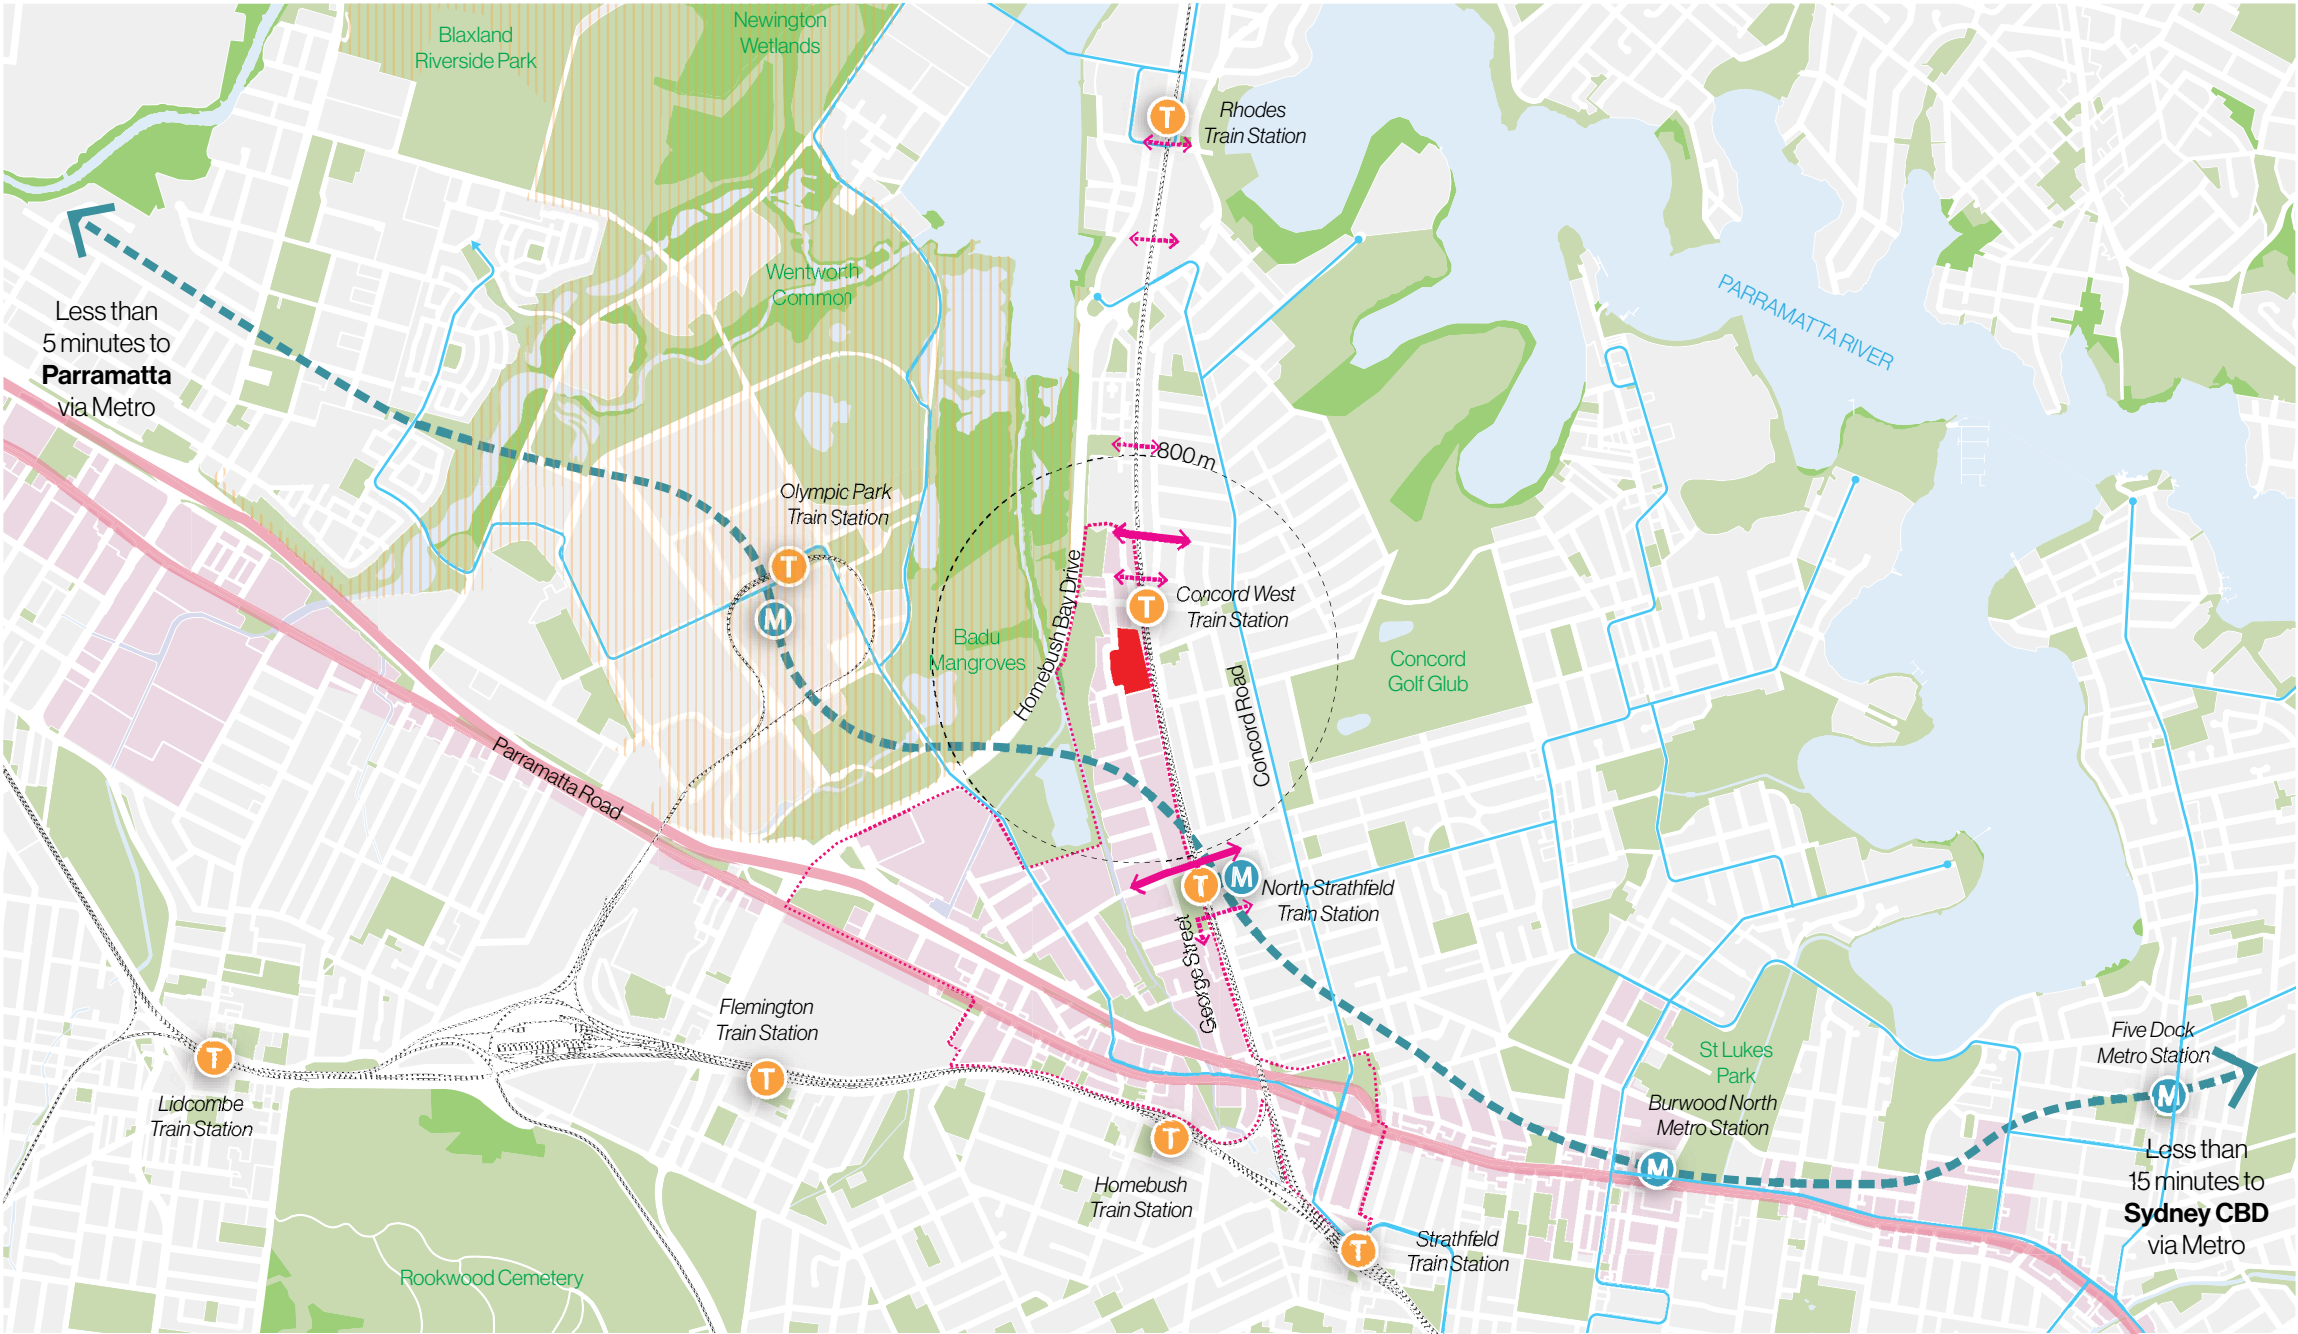 Blaxland
Riverside Park
Newington
Wetlands
T
Rhodes
Train Station
Wentworth
Common
PARRAMATTA RIVER
Less than
5 minutes to
Parramatta
via Metro
800 m
Olympic Park
Train Station
T
M
Homebush Bay Drive
T
Concord West
Train Station
Badu
Mangroves
Concord Road
Concord
Golf Glub
Parramatta Road
T
M
North Strathfield
Train Station
George Street
Flemington
Train Station
T
T
Lidcombe
Train Station
St Lukes
Park
Burwood North
Metro Station
M
Five Dock
Metro Station
M
Less than
15 minutes to
Sydney CBD
via Metro
T
Homebush
Train Station
T
Strathfield
Train Station
Rookwood Cemetery